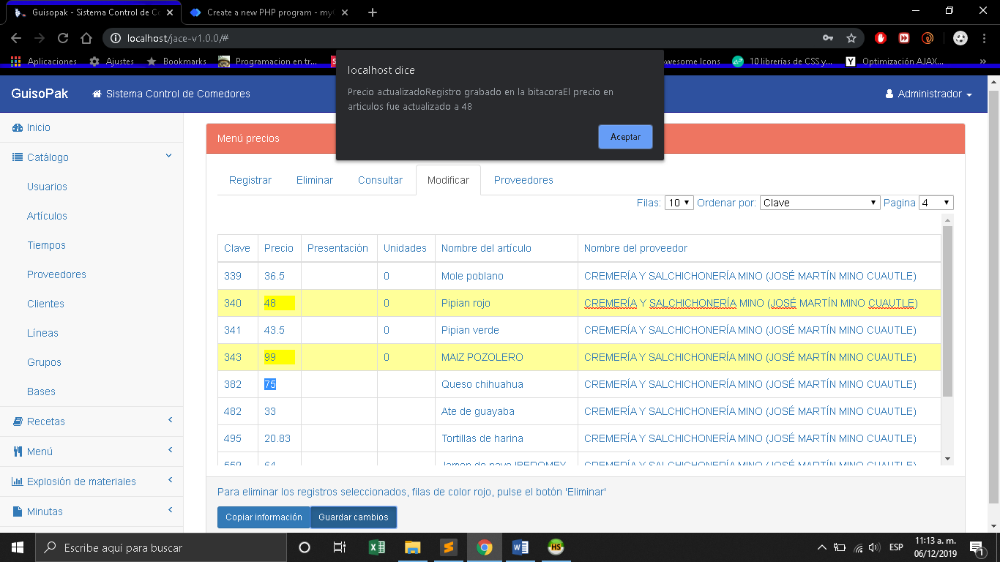 Guisopak - Sistema Control de Co
Create a new PHP program - my
localhost/jace-v1.0.0/#
Aplicaciones
Ajustes
Bookmarks
Programacion en tr...
wesome Icons
10 librerías de CSS y...
Optimización AJAX...
localhost dice
Precio actualizadoRegistro grabado en la bitacoraEl precio en
articulos fue actualizado a 48
Aceptar
GuisoPak
Sistema Control de Comedores
Administrador
Inicio
Catálogo
Usuarios
Artículos
Tiempos
Proveedores
Clientes
Líneas
Grupos
Bases
Recetas
Menú
Explosión de materiales
Minutas
Menú precios
Registrar Eliminar Consultar Modificar Proveedores
Filas: 10 Ordenar por: Clave Pagina 4
Clave Precio Presentación Unidades Nombre del artículo Nombre del proveedor
339 36.5 0 Mole poblano CREMERÍA Y SALCHICHONERÍA MINO (JOSÉ MARTÍN MINO CUAUTLE)
340 48 0 Pipian rojo CREMERÍA Y SALCHICHONERÍA MINO (JOSÉ MARTÍN MINO CUAUTLE)
341 43.5 0 Pipian verde CREMERÍA Y SALCHICHONERÍA MINO (JOSÉ MARTÍN MINO CUAUTLE)
343 99 0 MAIZ POZOLERO CREMERÍA Y SALCHICHONERÍA MINO (JOSÉ MARTÍN MINO CUAUTLE)
382 75 Queso chihuahua CREMERÍA Y SALCHICHONERÍA MINO (JOSÉ MARTÍN MINO CUAUTLE)
482 33 Ate de guayaba CREMERÍA Y SALCHICHONERÍA MINO (JOSÉ MARTÍN MINO CUAUTLE)
495 20.83 Tortillas de harina CREMERÍA Y SALCHICHONERÍA MINO (JOSÉ MARTÍN MINO CUAUTLE)
559 64 Jamon de pavo IBEROMEX CREMERÍA Y SALCHICHONERÍA MINO (JOSÉ MARTÍN MINO CUAUTLE)
Para eliminar los registros seleccionados, filas de color rojo, pulse el botón 'Eliminar'
Copiar información
Guardar cambios
Escribe aquí para buscar
HS
ESP
11:13 a. m.
06/12/2019
1